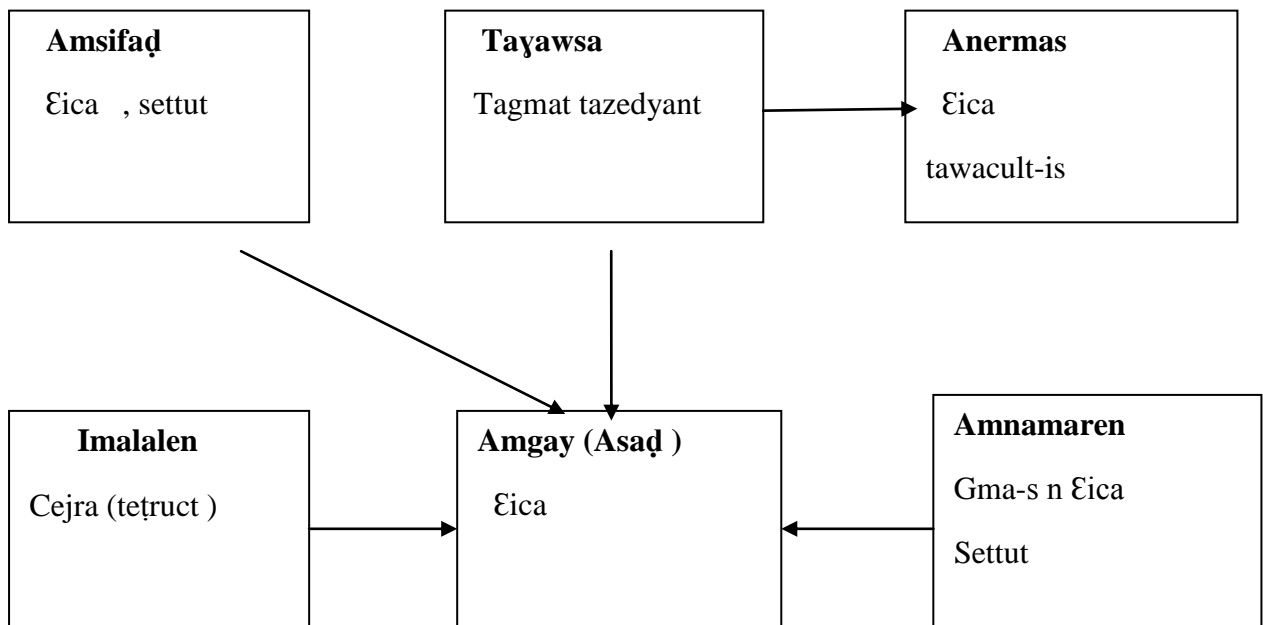 Amsifaḍ
Ɛica , settut
Taɣawsa
Tagmat tazedyant
Anermas
Ɛica
tawacult-is
Imalalen
Cejra (teṭruct )
Amgay (Asaḍ )
Ɛica
Amnamaren
Gma-s n Ɛica
Settut